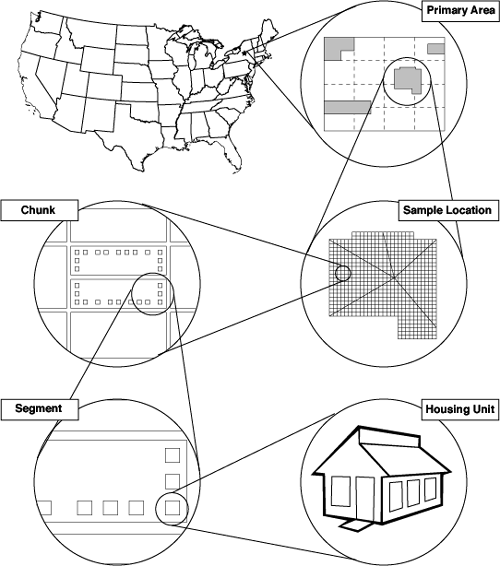 Primary Area
Chunk
Sample Location
Segment
Housing Unit